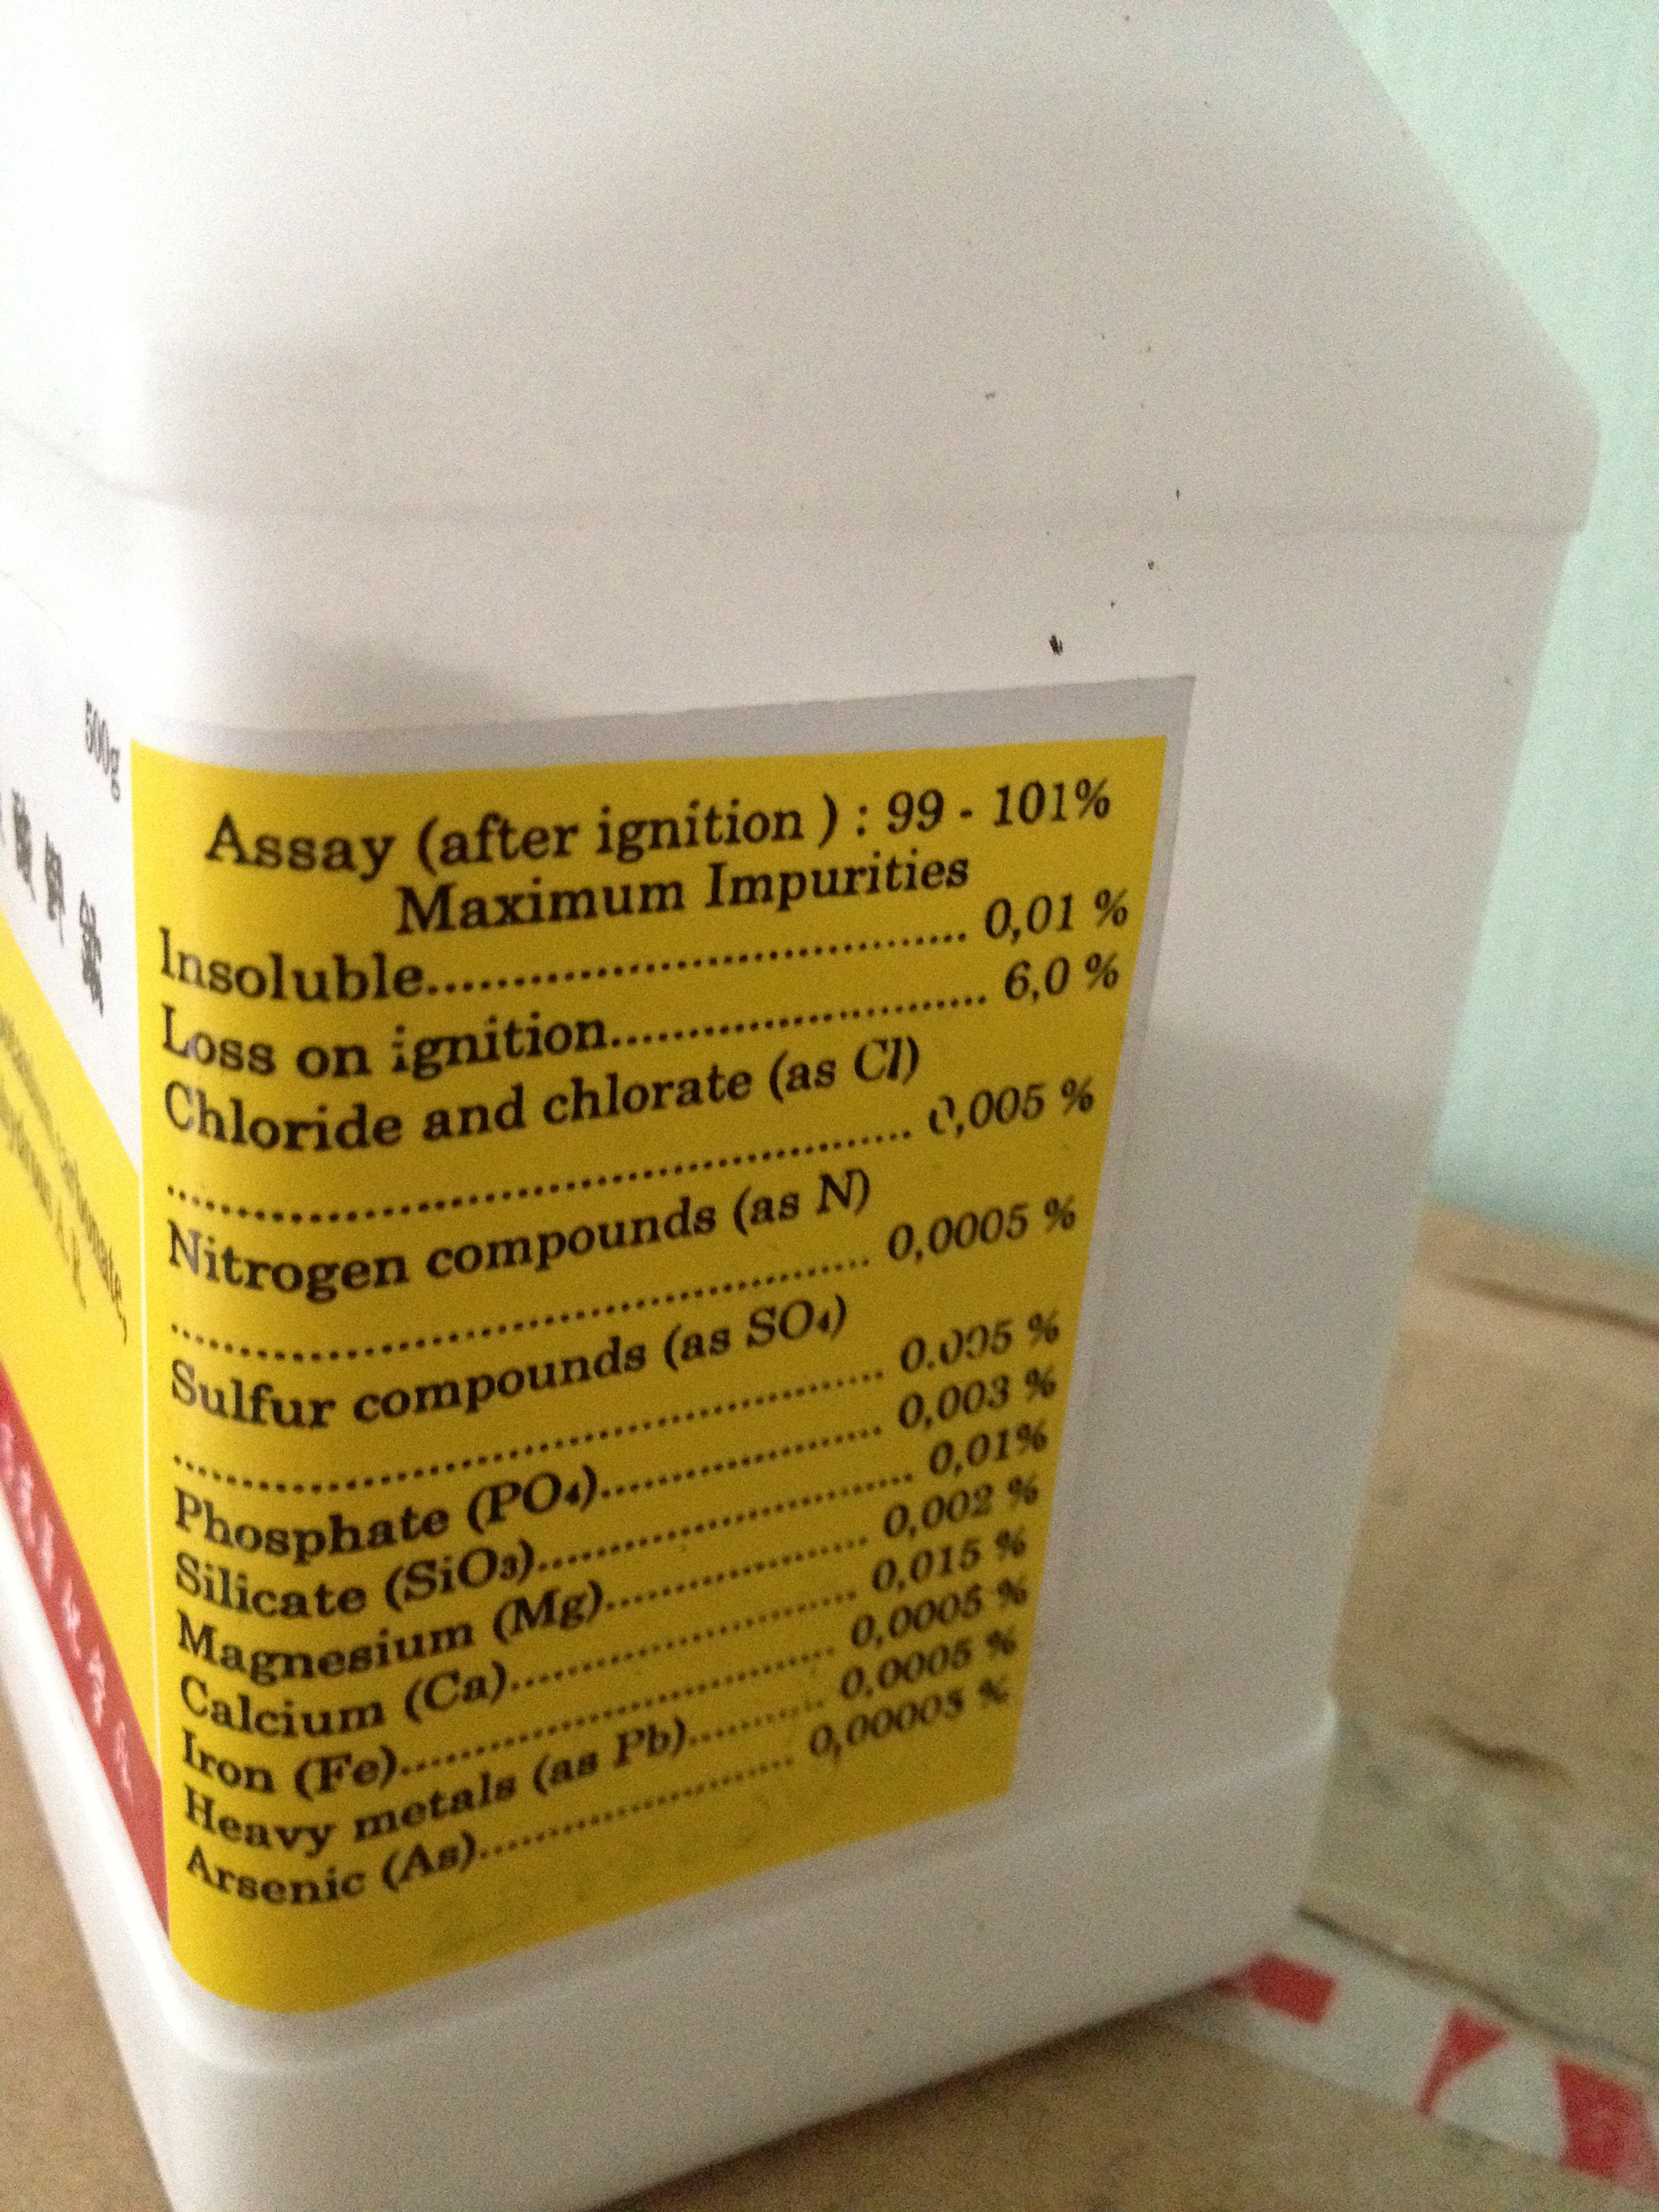 500g
Assay (after ignition ) : 99 - 101%
Maximum Impurities
Insoluble.................................... 0,01 %
Loss on ignition........................... 6,0 %
Chloride and chlorate (as Cl)
...................................................... 0,005 %
Nitrogen compounds (as N)
................................................... 0,0005 %
Sulfur compounds (as SO₄)
.................................................... 0.005 %
Phosphate (PO₄)..................... 0,003 %
Silicate (SiO₃)............................ 0,01%
Magnesium (Mg)................... 0,002 %
Calcium (Ca)......................... 0,015 %
Iron (Fe)................................ 0,0005 %
Heavy metals (as Pb).......... 0,0005 %
Arsenic (As)....................... 0,00005 %